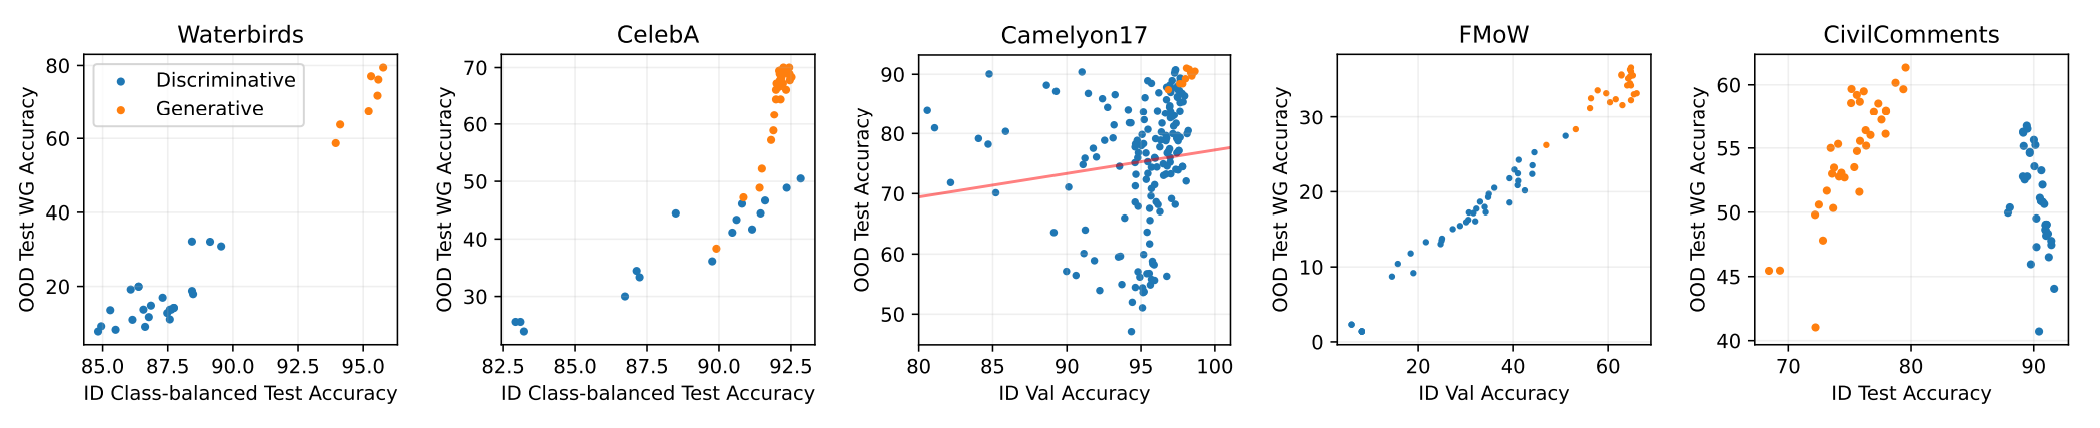 Waterbirds
OOD Test WG Accuracy
80
60
40
20
Discriminative
Generative
85.0 87.5 90.0 92.5 95.0
ID Class-balanced Test Accuracy
CelebA
OOD Test WG Accuracy
70
60
50
40
30
82.5 85.0 87.5 90.0 92.5
ID Class-balanced Test Accuracy
Camelyon17
OOD Test Accuracy
90
80
70
60
50
80 85 90 95 100
ID Val Accuracy
FMoW
OOD Test WG Accuracy
30
20
10
0
20 40 60
ID Val Accuracy
CivilComments
OOD Test WG Accuracy
60
55
50
45
40
70 80 90
ID Test Accuracy